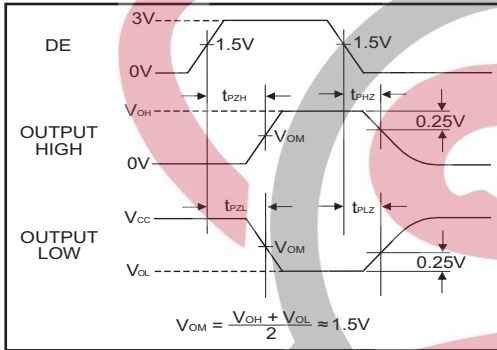 3V
DE
1.5V
1.5V
0V
tPZH
tPHZ
VOH
0.25V
OUTPUT
HIGH
VOM
0V
tPZL
tPLZ
VCC
OUTPUT
LOW
VOM
0.25V
VOL
VOM = VOH + VOL / 2 ≈ 1.5V